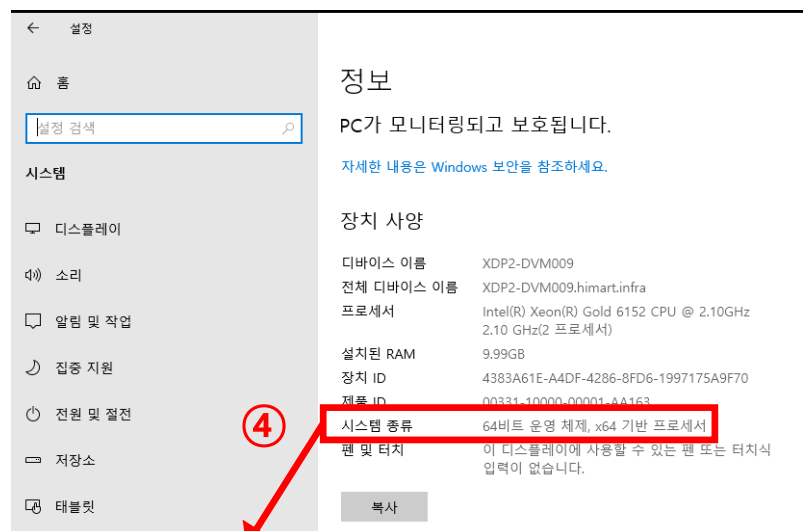 설정
홈
설정 검색
시스템
디스플레이
소리
알림 및 작업
집중 지원
전원 및 절전
저장소
태블릿
정보
PC가 모니터링되고 보호됩니다.
자세한 내용은 Windows 보안을 참조하세요.
장치 사양
디바이스 이름 XDP2-DVM009
전체 디바이스 이름 XDP2-DVM009.himart.infra
프로세서 Intel(R) Xeon(R) Gold 6152 CPU @ 2.10GHz
2.10 GHz(2 프로세서)
설치된 RAM 9.99GB
장치 ID 4383A61E-A4DF-4286-8FD6-1997175A9F70
제품 ID 00331-10000-00001-AA163
④
시스템 종류 64비트 운영 체제, x64 기반 프로세서
펜 및 터치 이 디스플레이에 사용할 수 있는 펜 또는 터치식
입력이 없습니다.
복사